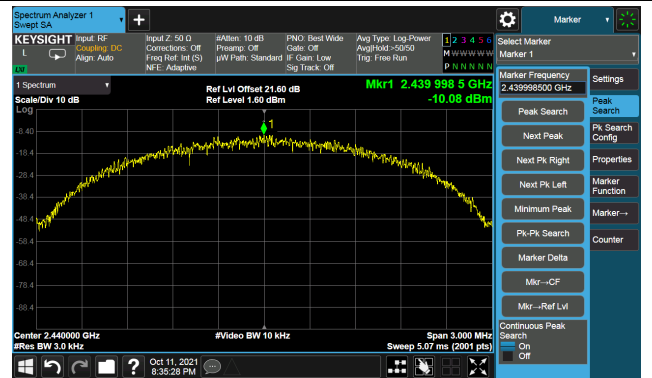 Spectrum Analyzer 1
Swept SA
Marker
KEYSIGHT
L
Input: RF
Coupling: DC
Align: Auto
Input Z: 50 Ω
Corrections: Off
Freq Ref: Int (S)
NFE: Adaptive
#Atten: 10 dB
Preamp: Off
µW Path: Standard
PNO: Best Wide
Gate: Off
IF Gain: Low
Sig Track: Off
Avg Type: Log-Power
Avg|Hold:>50/50
Trig: Free Run
1 2 3 4 5 6
M W W W W W
P N N N N N
Select Marker
Marker 1
1 Spectrum
Scale/Div 10 dB
Log
Ref Lvl Offset 21.60 dB
Ref Level 1.60 dBm
Mkr1 2.439 998 5 GHz
-10.08 dBm
1
-8.40
-18.4
-28.4
-38.4
-48.4
-58.4
-68.4
-78.4
-88.4
Center 2.440000 GHz
#Res BW 3.0 kHz
#Video BW 10 kHz
Span 3.000 MHz
Sweep 5.07 ms (2001 pts)
Marker Frequency
2.439998500 GHz
Peak Search
Next Peak
Next Pk Right
Next Pk Left
Minimum Peak
Pk-Pk Search
Marker Delta
Mkr→CF
Mkr→Ref Lvl
Continuous Peak
Search
On
Off
Settings
Peak
Search
Pk Search
Config
Properties
Marker
Function
Marker→
Counter
?
Oct 11, 2021
8:35:28 PM